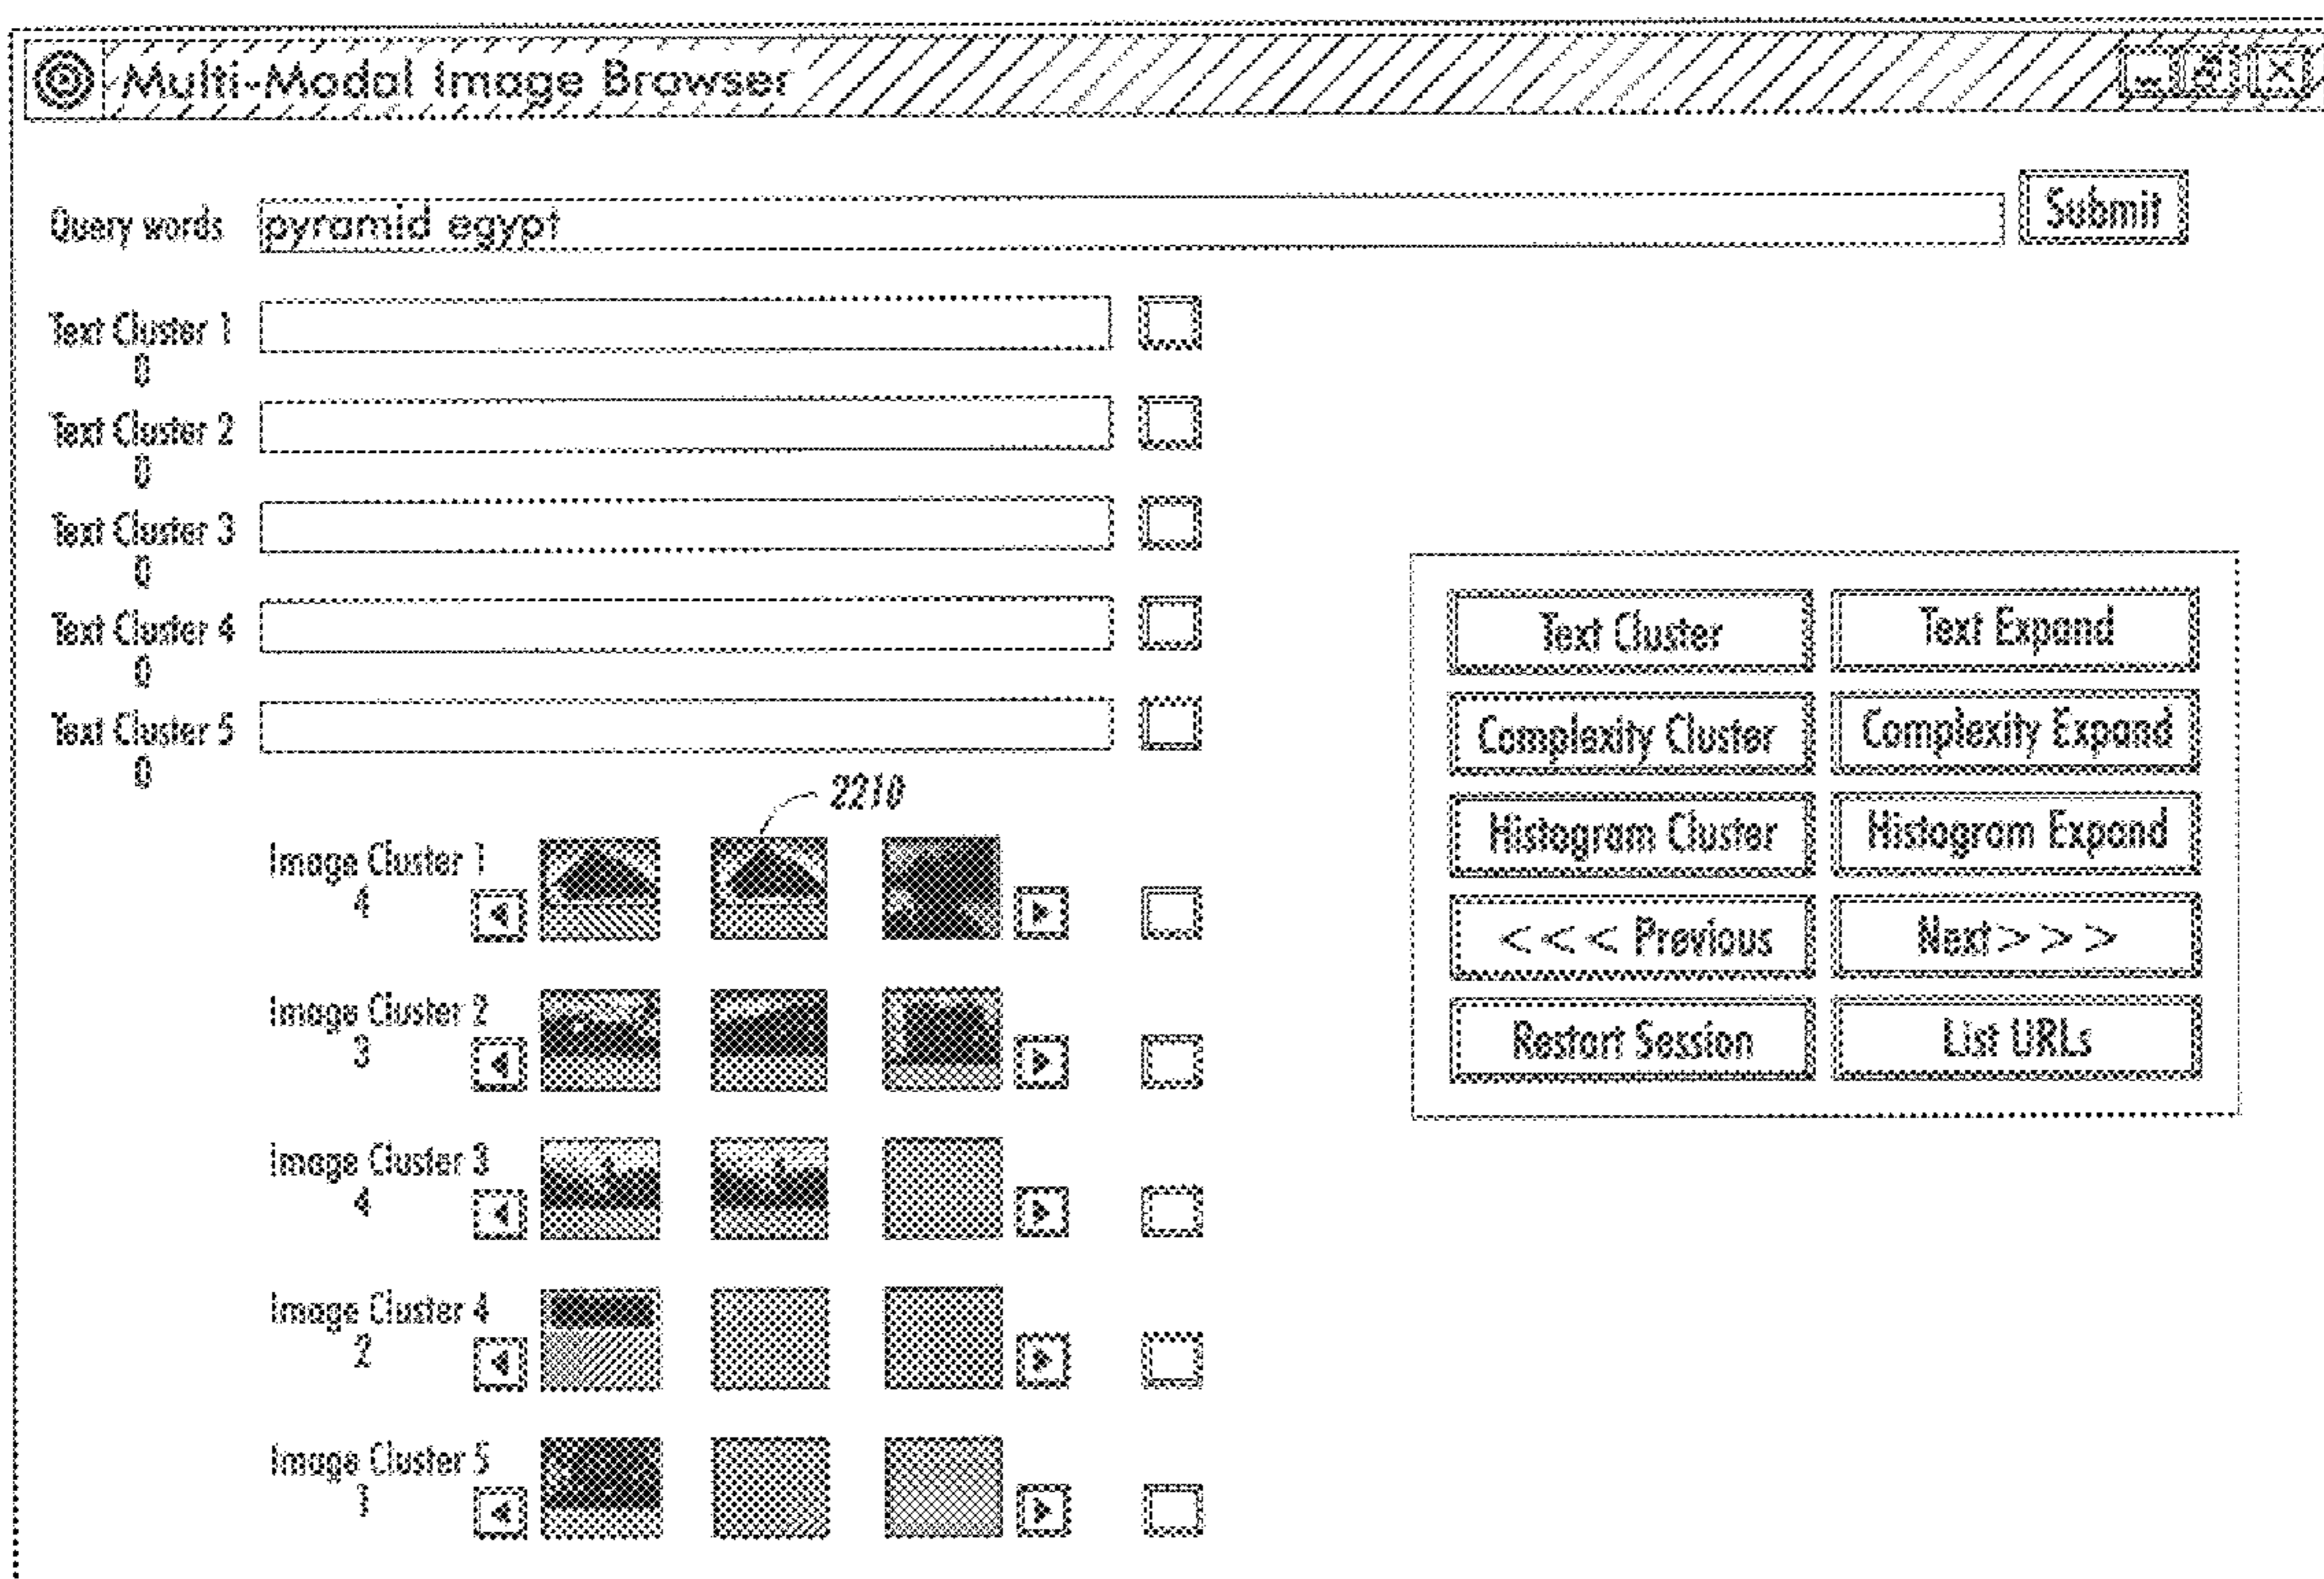 Multi-Modal Image Browser
Query words pyramid egypt Submit
Text Cluster 1
0
Text Cluster 2
0
Text Cluster 3
0
Text Cluster 4
0
Text Cluster 5
0
2210
Image Cluster 1
4
Image Cluster 2
3
Image Cluster 3
4
Image Cluster 4
2
Image Cluster 5
1
Text Cluster Text Expand
Complexity Cluster Complexity Expand
Histogram Cluster Histogram Expand
<<< Previous Next>>>
Restart Session List URLs